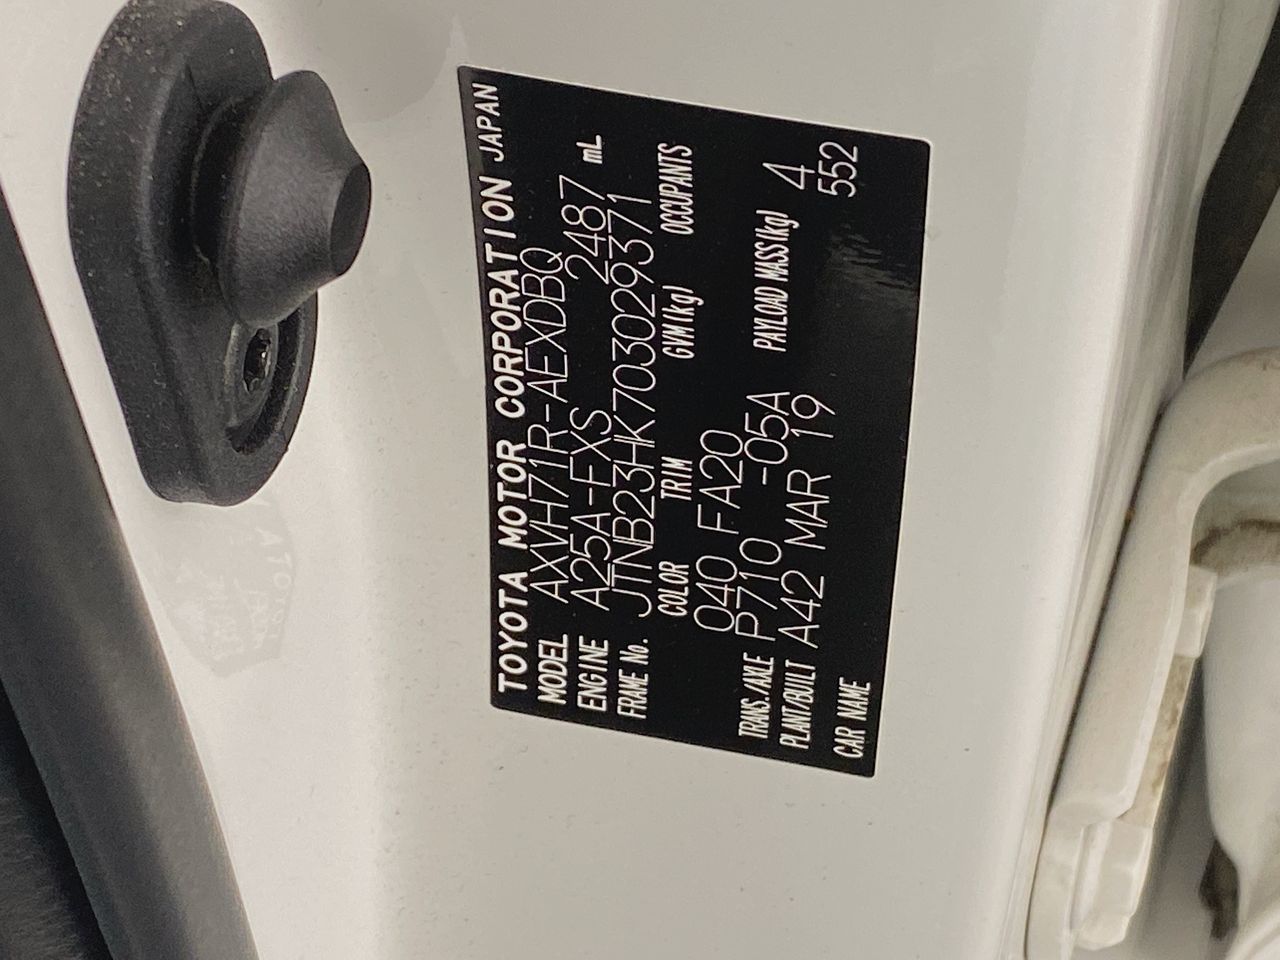 TOYOTA MOTOR CORPORATION JAPAN
MODEL AXVH71R-AEXDBQ
ENGINE A25A-FXS 2487 mL
FRAME No. JTNB23HK703029371
COLOR TRIM GVM(kg) OCCUPANTS
040 FA20
TRANS./AXLE P710 -05A PAYLOAD MASS(kg) 4
PLANT/BUILT A42 MAR 19 552
CAR NAME